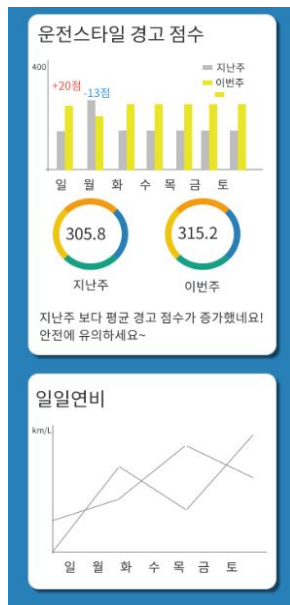 운전스타일 경고 점수
400
지난주
이번주
+20점
-13점
일 월 화 수 목 금 토
305.8
315.2
지난주
이번주
지난주 보다 평균 경고 점수가 증가했네요!
안전에 유의하세요~
일일연비
km/L
일 월 화 수 목 금 토